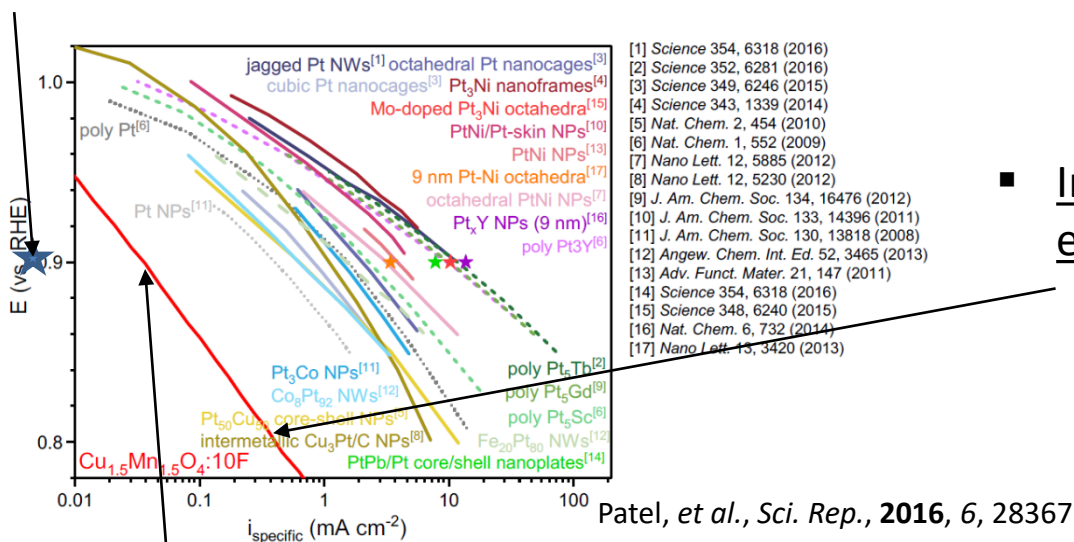 jagged Pt NWs[1] octahedral Pt nanocages[3]
cubic Pt nanocages[3] Pt3Ni nanoframes[4]
Mo-doped Pt3Ni octahedra[15]
poly Pt[6]
PtNi/Pt-skin NPs[10]
PtNi NPs[13]
9 nm Pt-Ni octahedra[17]
octahedral PtNi NPs[7]
Pt NPs[11]
PtxY NPs (9 nm)[16]
poly Pt3Y[6]
Pt3Co NPs[11]
Co8Pt92 NWs[12]
core-shell NPs
intermetallic Cu3Pt/C NPs[8]
Cu1.5Mn1.5O4:10F
poly Pt5Tb[2]
poly Pt5Gd[9]
poly Pt5Sc[6]
Fe20Pt80 NWs[12]
PtPb/Pt core/shell nanoplates[14]
1.0
0.9
0.8
E (vs. RHE)
0.01
0.1
1
10
100
ispecific (mA cm-2)
[1] Science 354, 6318 (2016)
[2] Science 352, 6281 (2016)
[3] Science 349, 6246 (2015)
[4] Science 343, 1339 (2014)
[5] Nat. Chem. 2, 454 (2010)
[6] Nat. Chem. 1, 552 (2009)
[7] Nano Lett. 12, 5885 (2012)
[8] Nano Lett. 12, 5230 (2012)
[9] J. Am. Chem. Soc. 134, 16476 (2012)
[10] J. Am. Chem. Soc. 133, 14396 (2011)
[11] J. Am. Chem. Soc. 130, 13818 (2008)
[12] Angew. Chem. Int. Ed. 52, 3465 (2013)
[13] Adv. Funct. Mater. 21, 147 (2011)
[14] Science 354, 6318 (2016)
[15] Science 348, 6240 (2015)
[16] Nat. Chem. 6, 732 (2014)
[17] Nano Lett. 13, 3420 (2013)
Patel, et al., Sci. Rep., 2016, 6, 28367